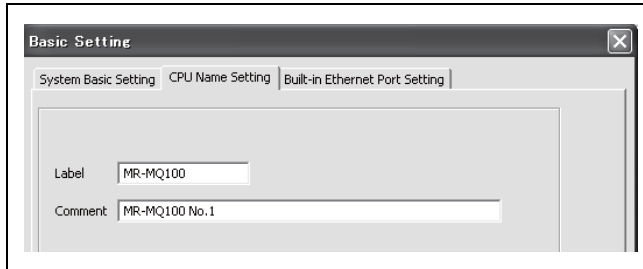 Basic Setting
System Basic Setting CPU Name Setting Built-in Ethernet Port Setting
Label MR-MQ100
Comment MR-MQ100 No.1